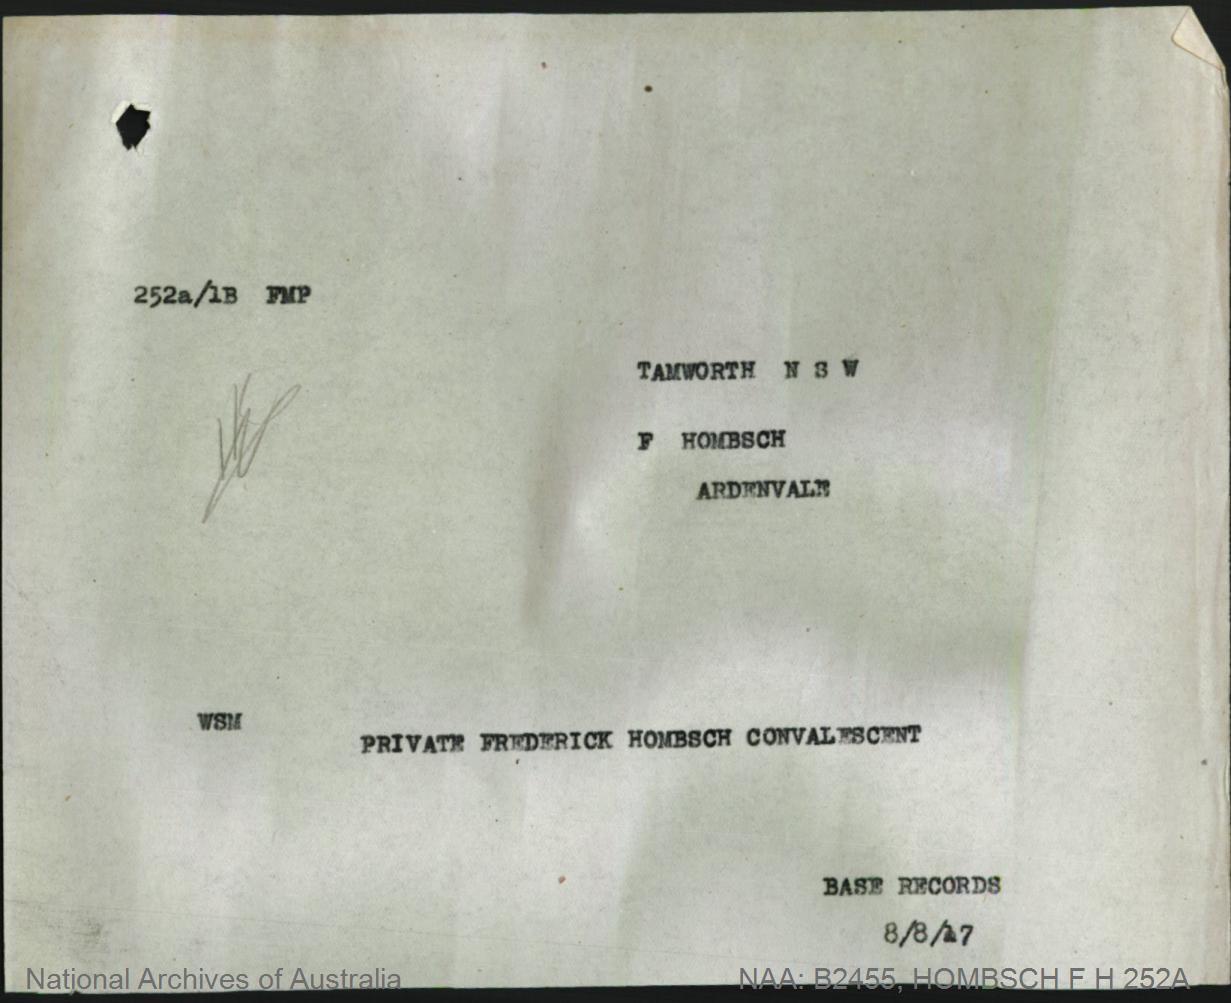 252a/1B FMP
TAMWORTH N S W
F HOMBSCH
ARDENVALE
WSM
PRIVATE FREDERICK HOMBSCH CONVALESCENT
BASE RECORDS
8/8/17
National Archives of Australia
NAA: B2455, HOMBSCH F H 252A